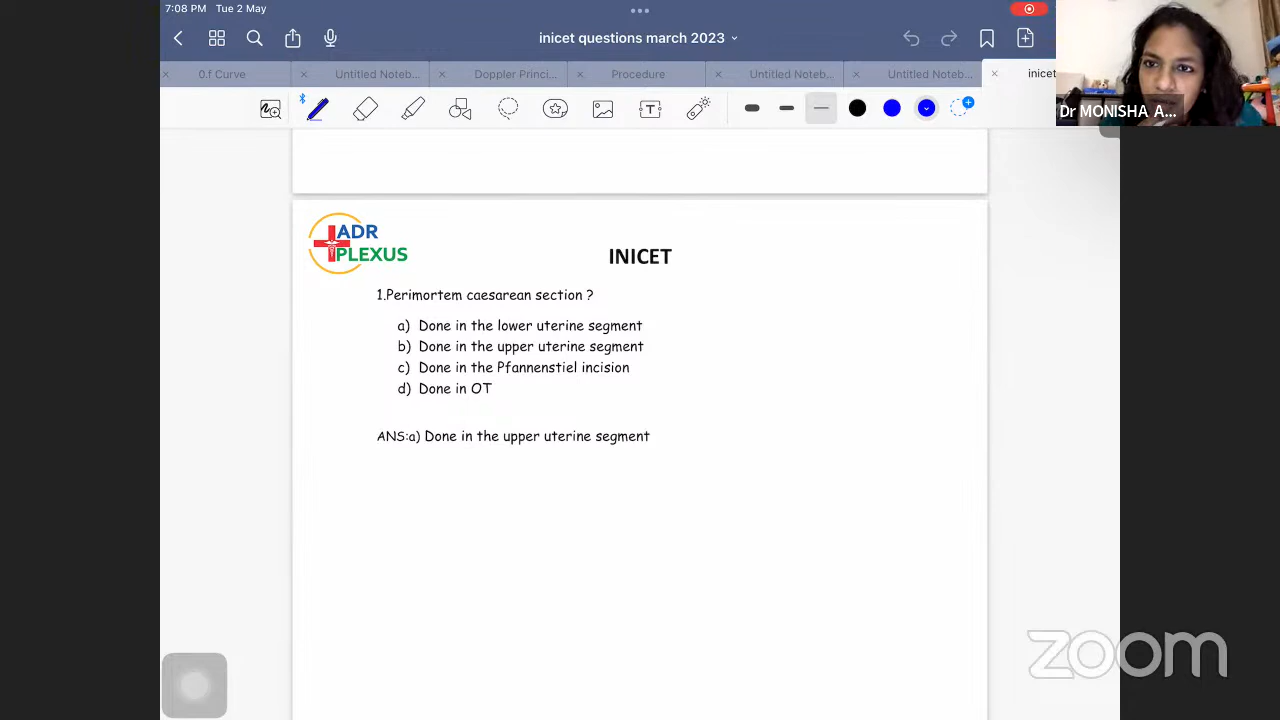 7:08 PM Tue 2 May
inicet questions march 2023
0.f Curve
Untitled Noteb...
Doppler Princi...
Procedure
Untitled Noteb...
Untitled Noteb...
inicet
T
Dr MONISHA A...
ADR
PLEXUS
INICET
1.Perimortem caesarean section ?
a) Done in the lower uterine segment
b) Done in the upper uterine segment
c) Done in the Pfannenstiel incision
d) Done in OT
ANS:a) Done in the upper uterine segment
zoom